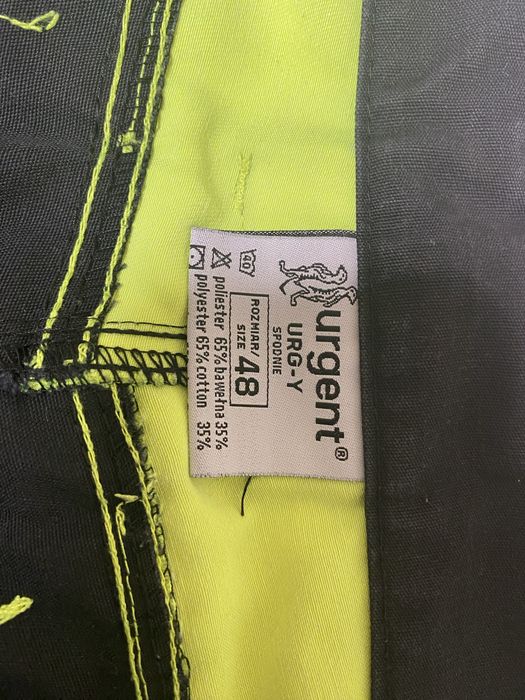 urgent®
URG-Y
SPODNIE
ROZMIAR/
SIZE
48
40
poliester 65% bawełna 35%
polyester 65% cotton 35%